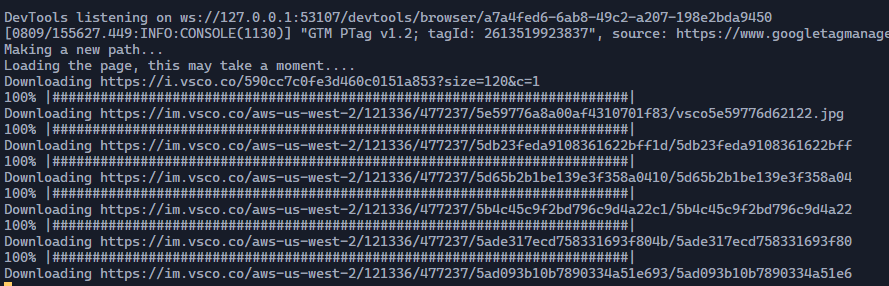 DevTools listening on ws://127.0.0.1:53107/devtools/browser/a7a4fed6-6ab8-49c2-a207-198e2bda9450
[0809/155627.449:INFO:CONSOLE(1130)] "GTM PTag v1.2; tagId: 2613519923837", source: https://www.googletagmanage
Making a new path...
Loading the page, this may take a moment....
Downloading https://i.vsco.co/590cc7c0fe3d460c0151a853?size=120&c=1
100% |########################################################################|
Downloading https://im.vsco.co/aws-us-west-2/121336/477237/5e59776a8a00af4310701f83/vsco5e59776d62122.jpg
100% |########################################################################|
Downloading https://im.vsco.co/aws-us-west-2/121336/477237/5db23feda9108361622bff1d/5db23feda9108361622bff
100% |########################################################################|
Downloading https://im.vsco.co/aws-us-west-2/121336/477237/5d65b2b1be139e3f358a0410/5d65b2b1be139e3f358a04
100% |########################################################################|
Downloading https://im.vsco.co/aws-us-west-2/121336/477237/5b4c45c9f2bd796c9d4a22c1/5b4c45c9f2bd796c9d4a22
100% |########################################################################|
Downloading https://im.vsco.co/aws-us-west-2/121336/477237/5ade317ecd758331693f804b/5ade317ecd758331693f80
100% |########################################################################|
Downloading https://im.vsco.co/aws-us-west-2/121336/477237/5ad093b10b7890334a51e693/5ad093b10b7890334a51e6